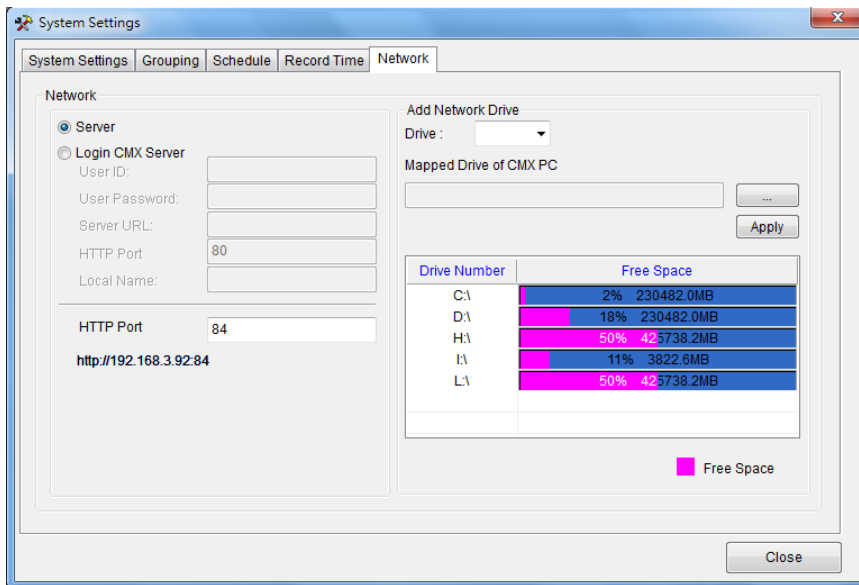 System Settings
System Settings Grouping Schedule Record Time Network
Network
Server
Login CMX Server
User ID:
User Password:
Server URL:
HTTP Port 80
Local Name:
HTTP Port 84
http://192.168.3.92:84
Add Network Drive
Drive :
Mapped Drive of CMX PC
...
Apply
Drive Number Free Space
C:\ 2% 230482.0MB
D:\ 18% 230482.0MB
H:\ 50% 425738.2MB
I:\ 11% 3822.6MB
L:\ 50% 425738.2MB
Free Space
Close